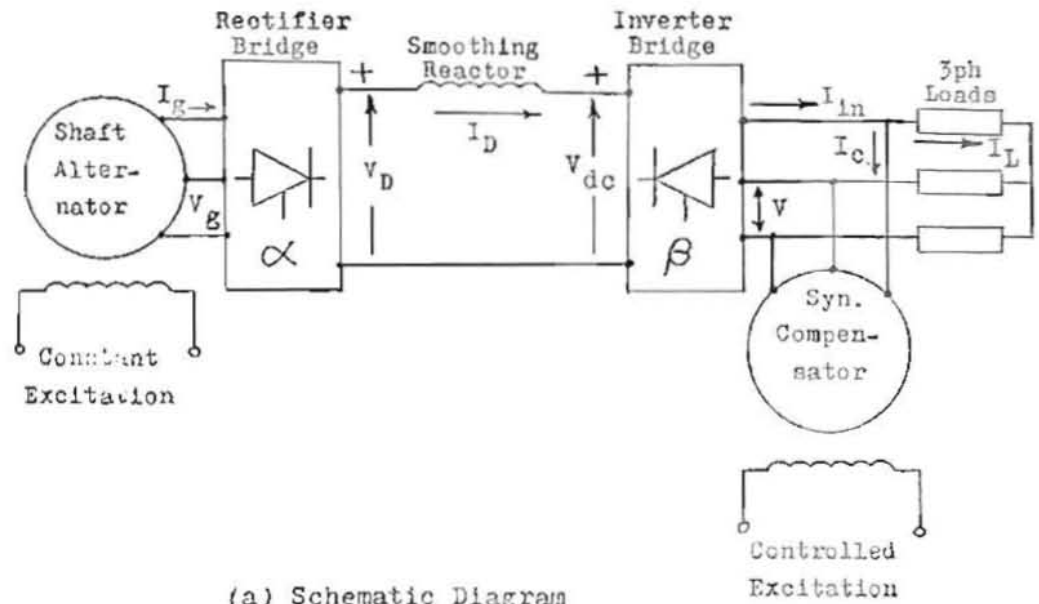 Rectifier
Bridge
Smoothing
Reactor
Inverter
Bridge
3ph
Loads
I_g
+
+
I_in
Shaft
Alter-
nator
V_g
α
V_D
I_D
V_dc
β
I_c
I_L
V
Syn.
Compen-
sator
Constant
Excitation
Controlled
Excitation
(a) Schematic Diagram